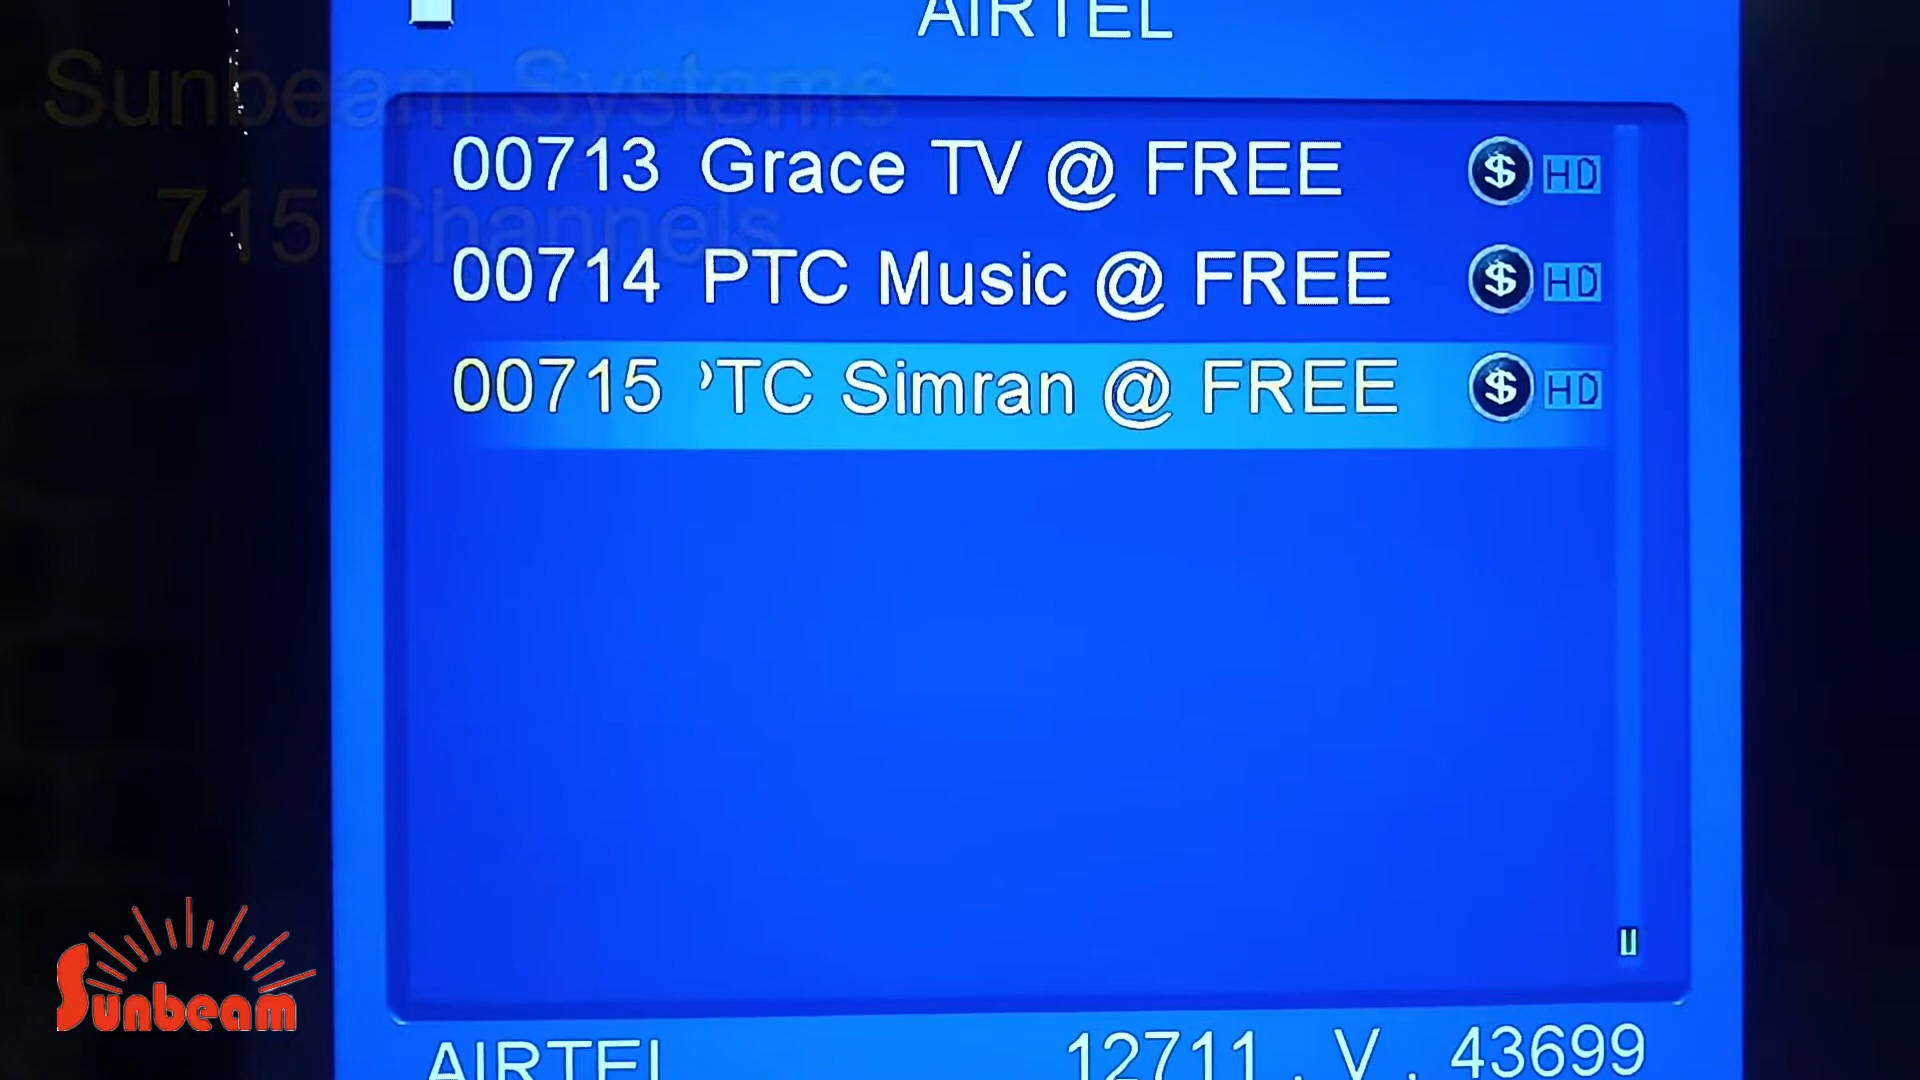 AIRTEL
Sunbeam Systems
715 Channels
00713 Grace TV @ FREE $ HD
00714 PTC Music @ FREE $ HD
00715 PTC Simran @ FREE $ HD
Sunbeam
AIRTEL 12711 . V . 43699